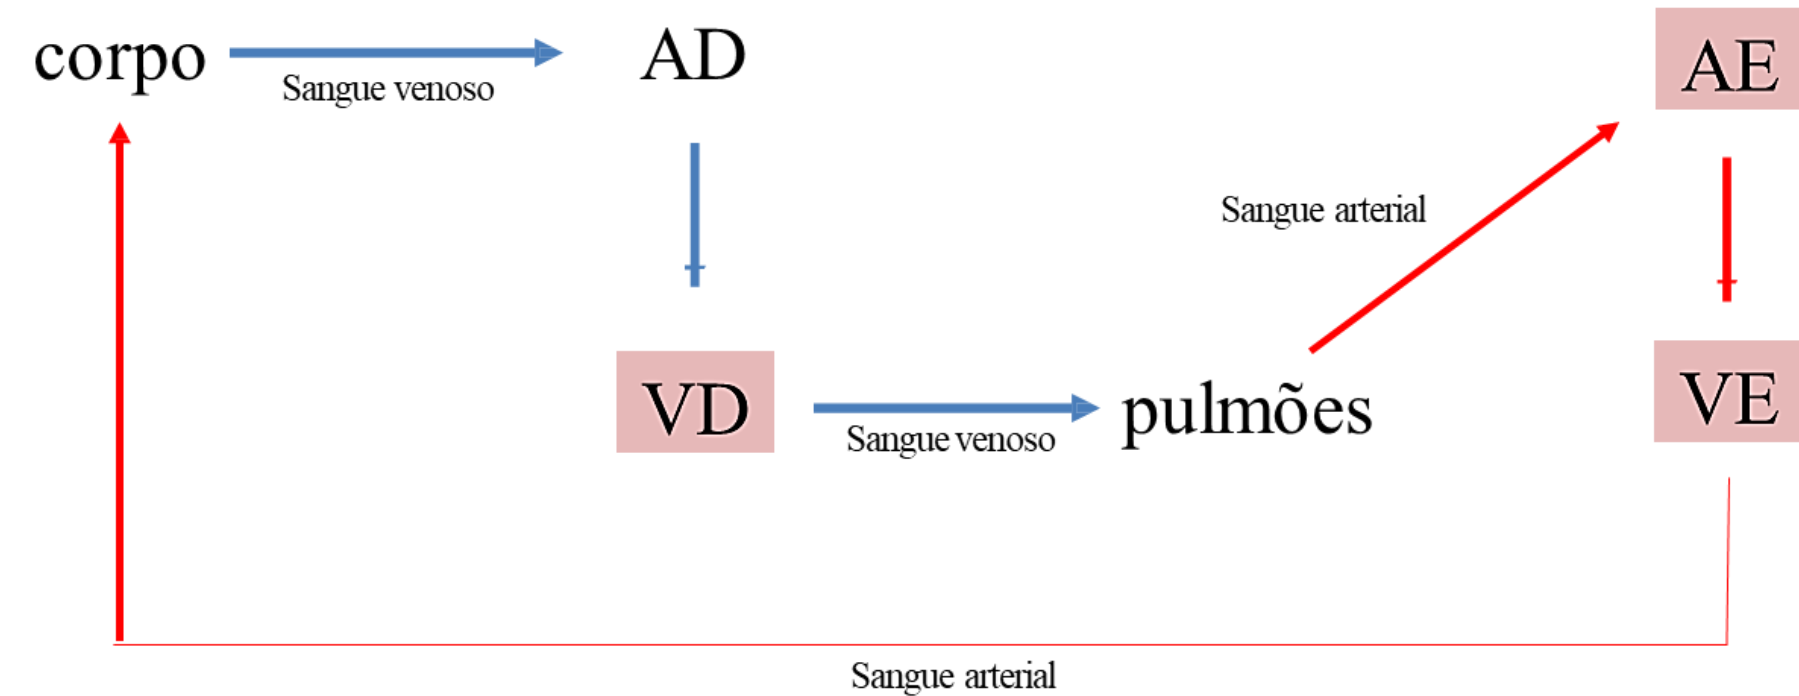 corpo
Sangue venoso
AD
AE
Sangue arterial
VD
Sangue venoso
pulmões
VE
Sangue arterial